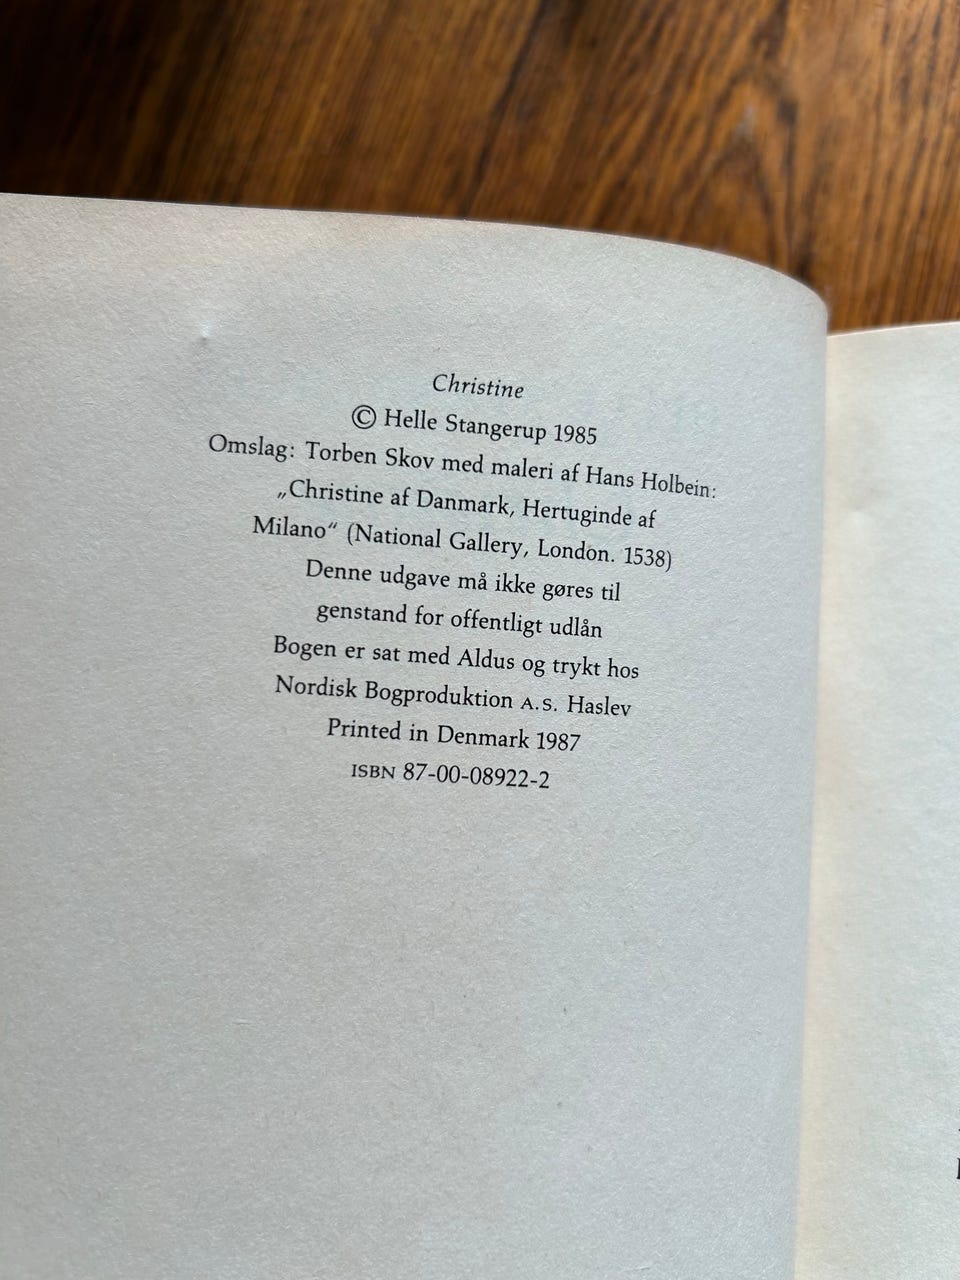 Christine
© Helle Stangerup 1985
Omslag: Torben Skov med maleri af Hans Holbein:
„Christine af Danmark, Hertuginde af
Milano“ (National Gallery, London. 1538)
Denne udgave må ikke gøres til
genstand for offentligt udlån
Bogen er sat med Aldus og trykt hos
Nordisk Bogproduktion A.S. Haslev
Printed in Denmark 1987
ISBN 87-00-08922-2